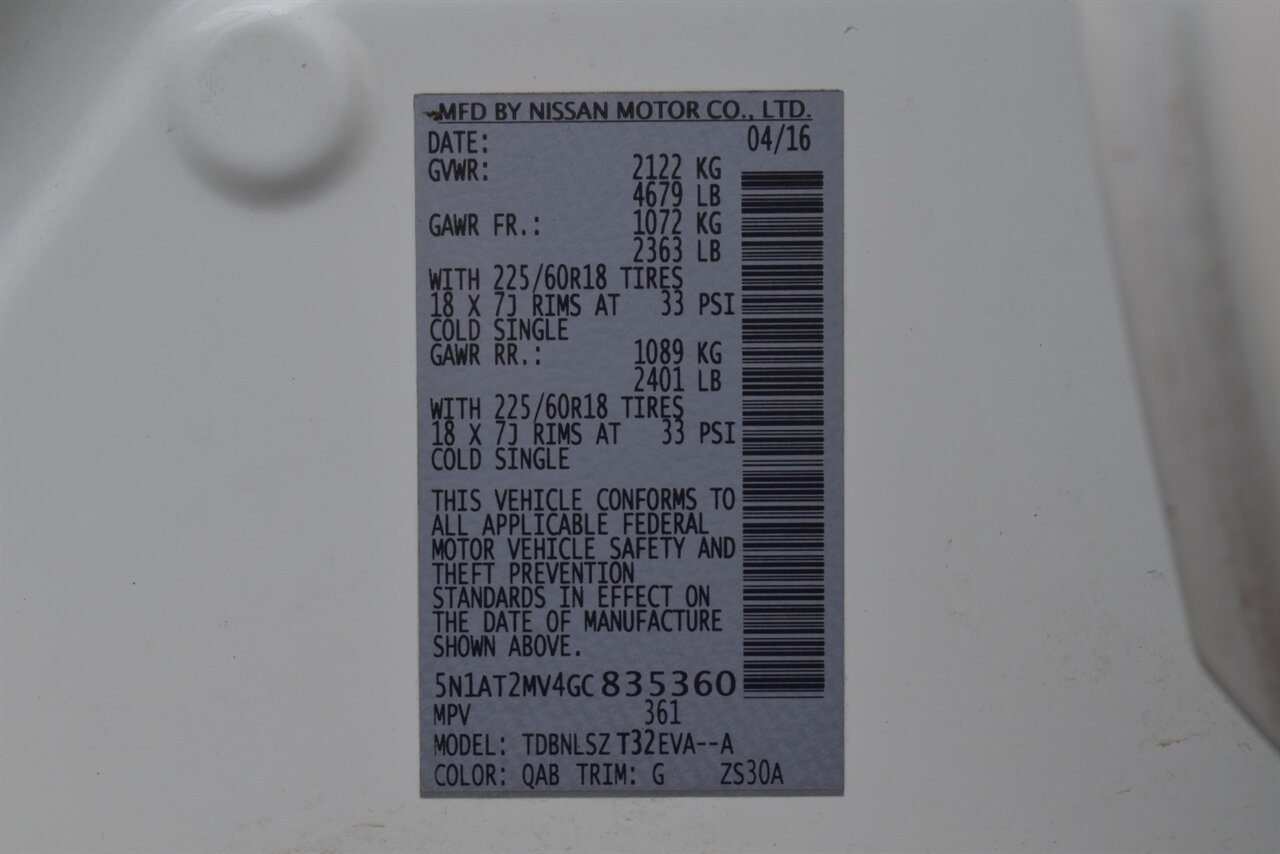 MFD BY NISSAN MOTOR CO., LTD.
DATE: 04/16
GVWR: 2122 KG
4679 LB
GAWR FR.: 1072 KG
2363 LB
WITH 225/60R18 TIRES
18 X 7J RIMS AT 33 PSI
COLD SINGLE
GAWR RR.: 1089 KG
2401 LB
WITH 225/60R18 TIRES
18 X 7J RIMS AT 33 PSI
COLD SINGLE
THIS VEHICLE CONFORMS TO
ALL APPLICABLE FEDERAL
MOTOR VEHICLE SAFETY AND
THEFT PREVENTION
STANDARDS IN EFFECT ON
THE DATE OF MANUFACTURE
SHOWN ABOVE.
5N1AT2MV4GC835360
MPV 361
MODEL: TDBNLSZ T32EVA--A
COLOR: QAB TRIM: G ZS30A